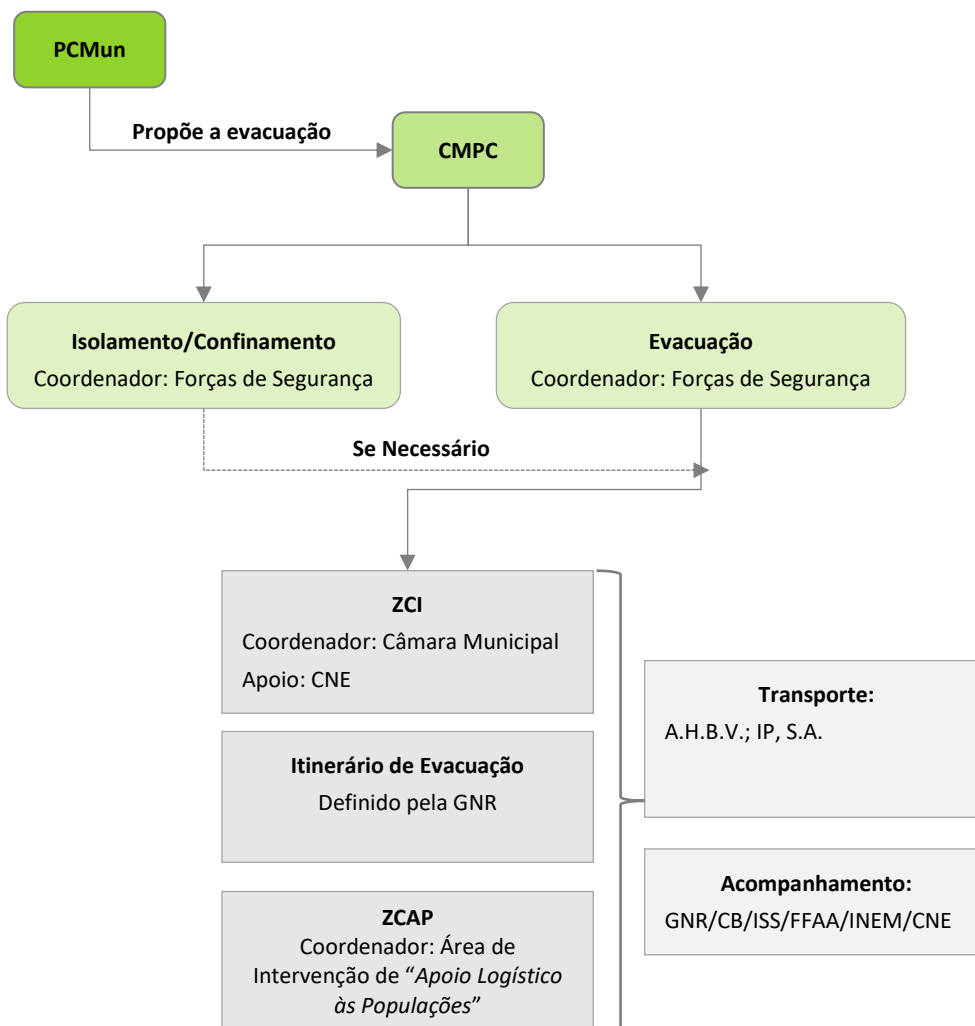 PCMun
Propõe a evacuação
CMPC
Isolamento/Confinamento
Coordenador: Forças de Segurança
Evacuação
Coordenador: Forças de Segurança
Se Necessário
ZCI
Coordenador: Câmara Municipal
Apoio: CNE
Itinerário de Evacuação
Definido pela GNR
ZCAP
Coordenador: Área de
Intervenção de “Apoio Logístico
às Populações”
Transporte:
A.H.B.V.; IP, S.A.
Acompanhamento:
GNR/CB/ISS/FFAA/INEM/CNE